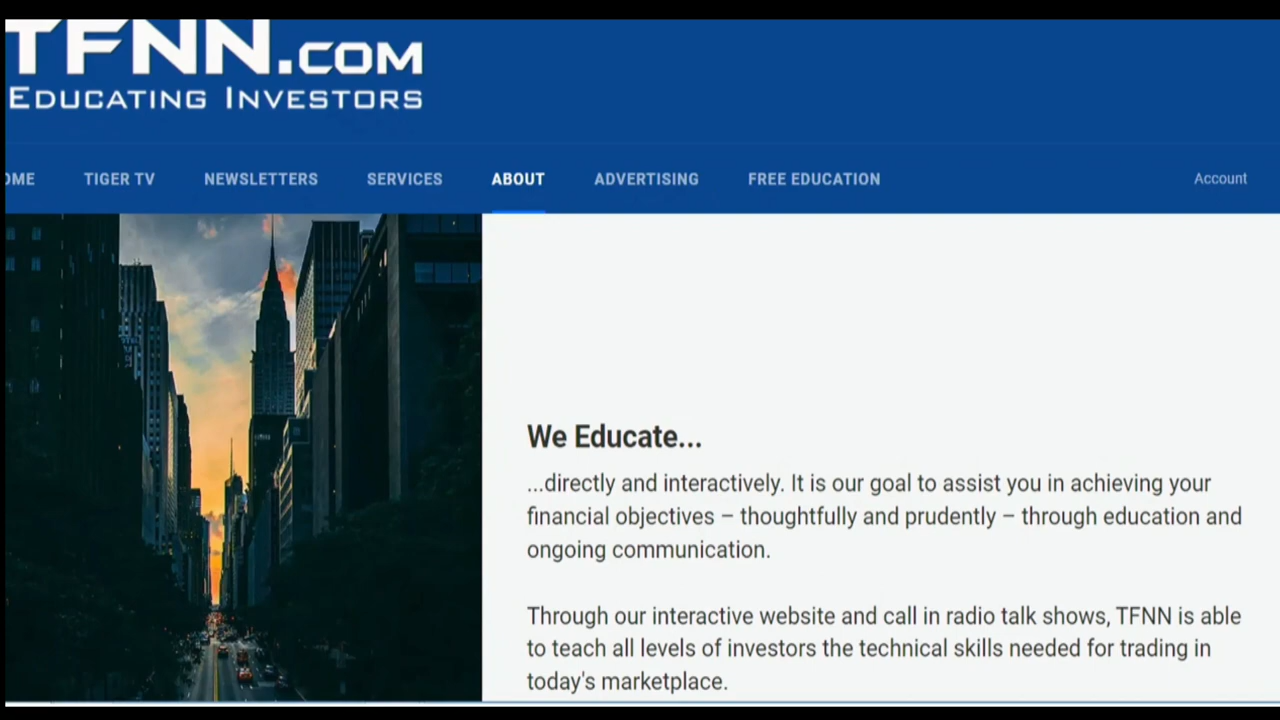 TFNN.COM
EDUCATING INVESTORS
OME TIGER TV NEWSLETTERS SERVICES ABOUT ADVERTISING FREE EDUCATION Account
We Educate...
...directly and interactively. It is our goal to assist you in achieving your
financial objectives – thoughtfully and prudently – through education and
ongoing communication.
Through our interactive website and call in radio talk shows, TFNN is able
to teach all levels of investors the technical skills needed for trading in
today's marketplace.